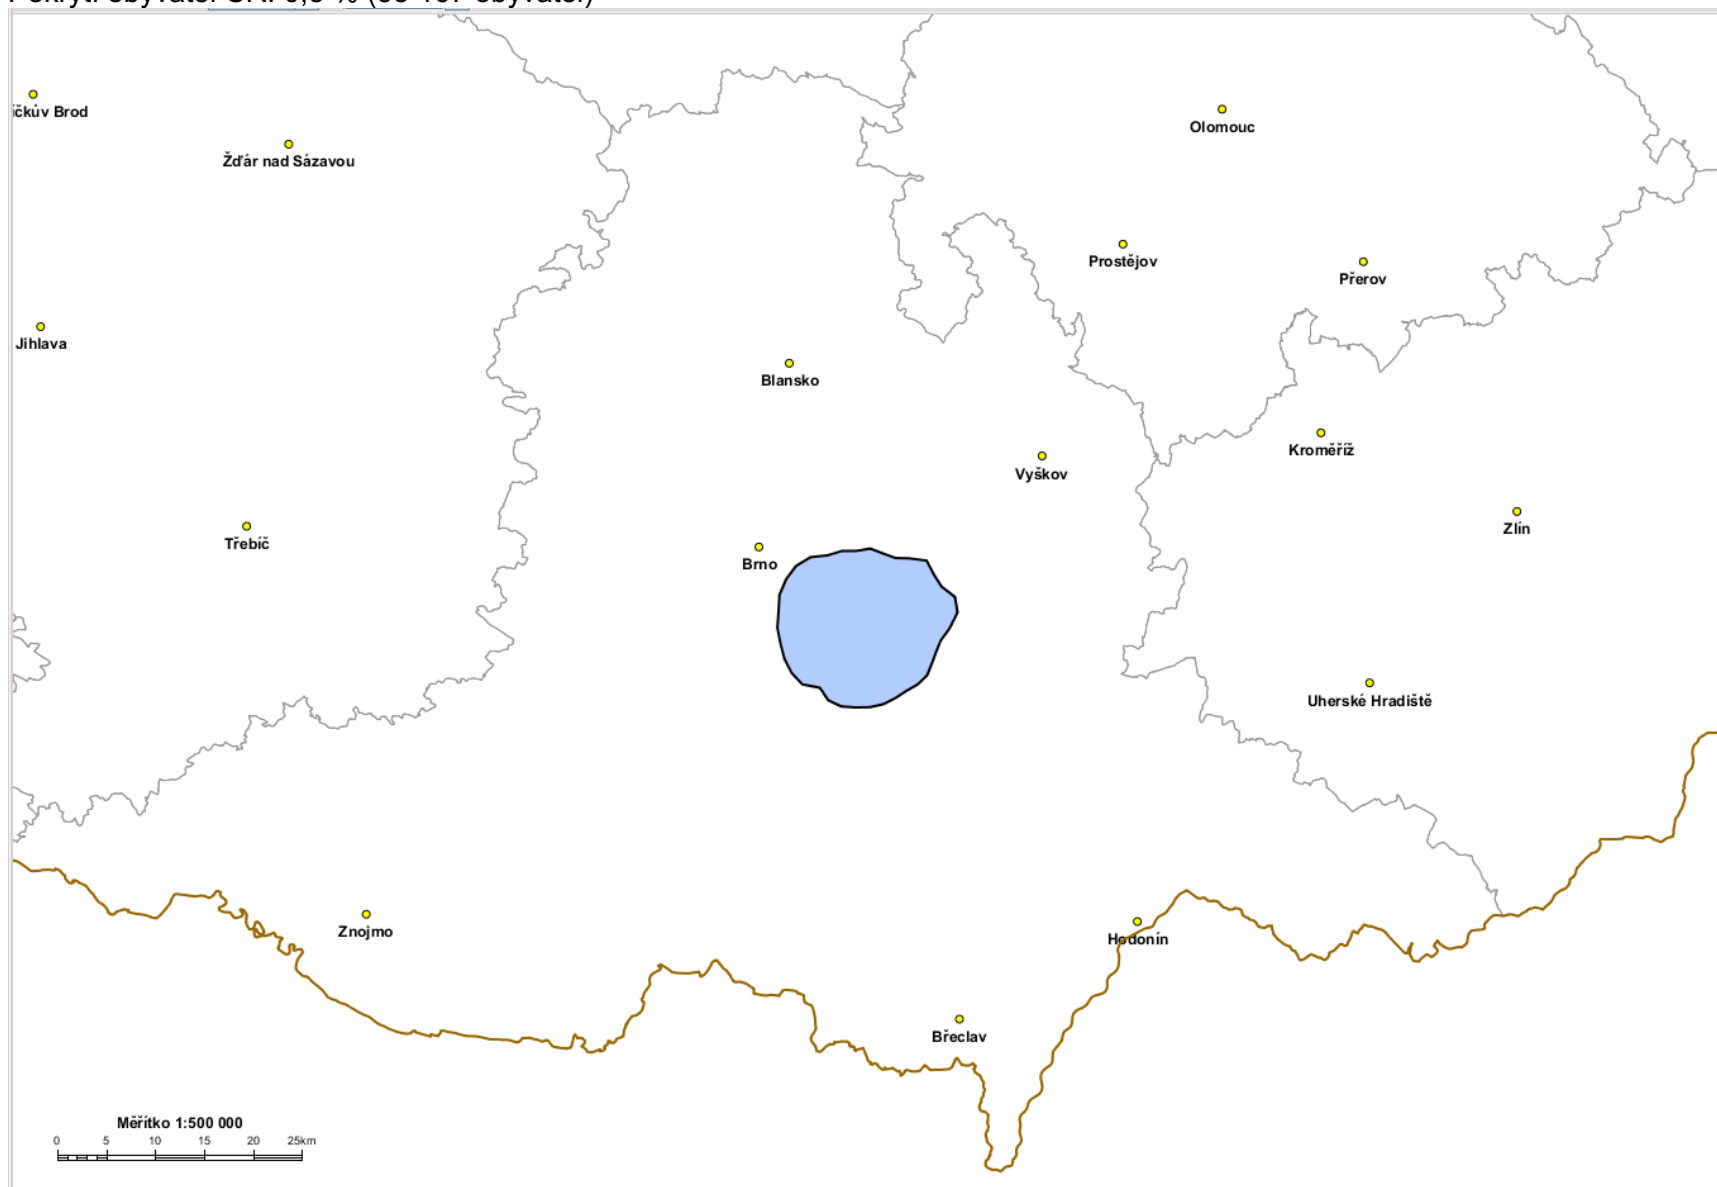 Olomouc
ičkův Brod
Žďár nad Sázavou
Prostějov
Přerov
Jihlava
Blansko
Kroměříž
Vyškov
Zlín
Třebíč
Brno
Uherské Hradiště
Znojmo
Hodonín
Břeclav
Měřítko 1:500 000
0 5 10 15 20 25km